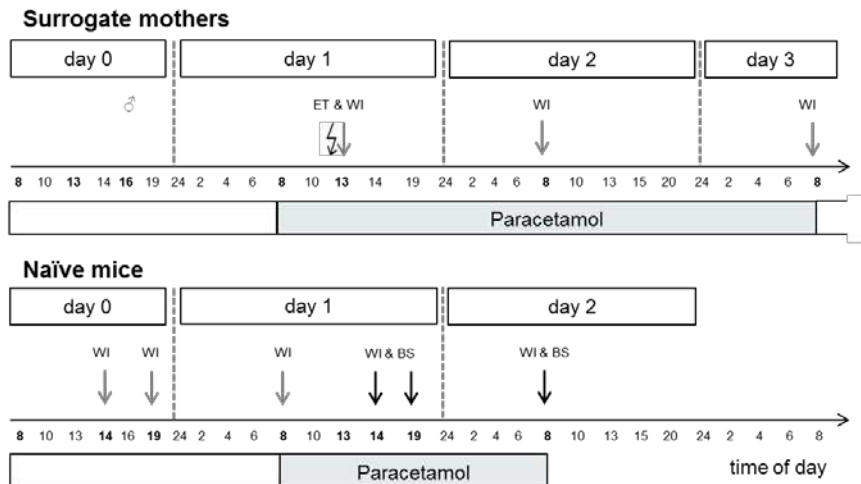 Surrogate mothers
day 0 day 1 day 2 day 3
♂ ET & WI WI WI
8 10 13 14 16 19 24 2 4 6 8 10 13 14 19 24 2 4 6 8 10 13 15 20 24 2 4 6 8
Paracetamol
Naïve mice
day 0 day 1 day 2
WI WI WI WI & BS WI & BS
8 10 13 14 16 19 24 2 4 6 8 10 13 14 19 24 2 4 6 8 10 13 15 20 24 2 4 6 8
Paracetamol time of day